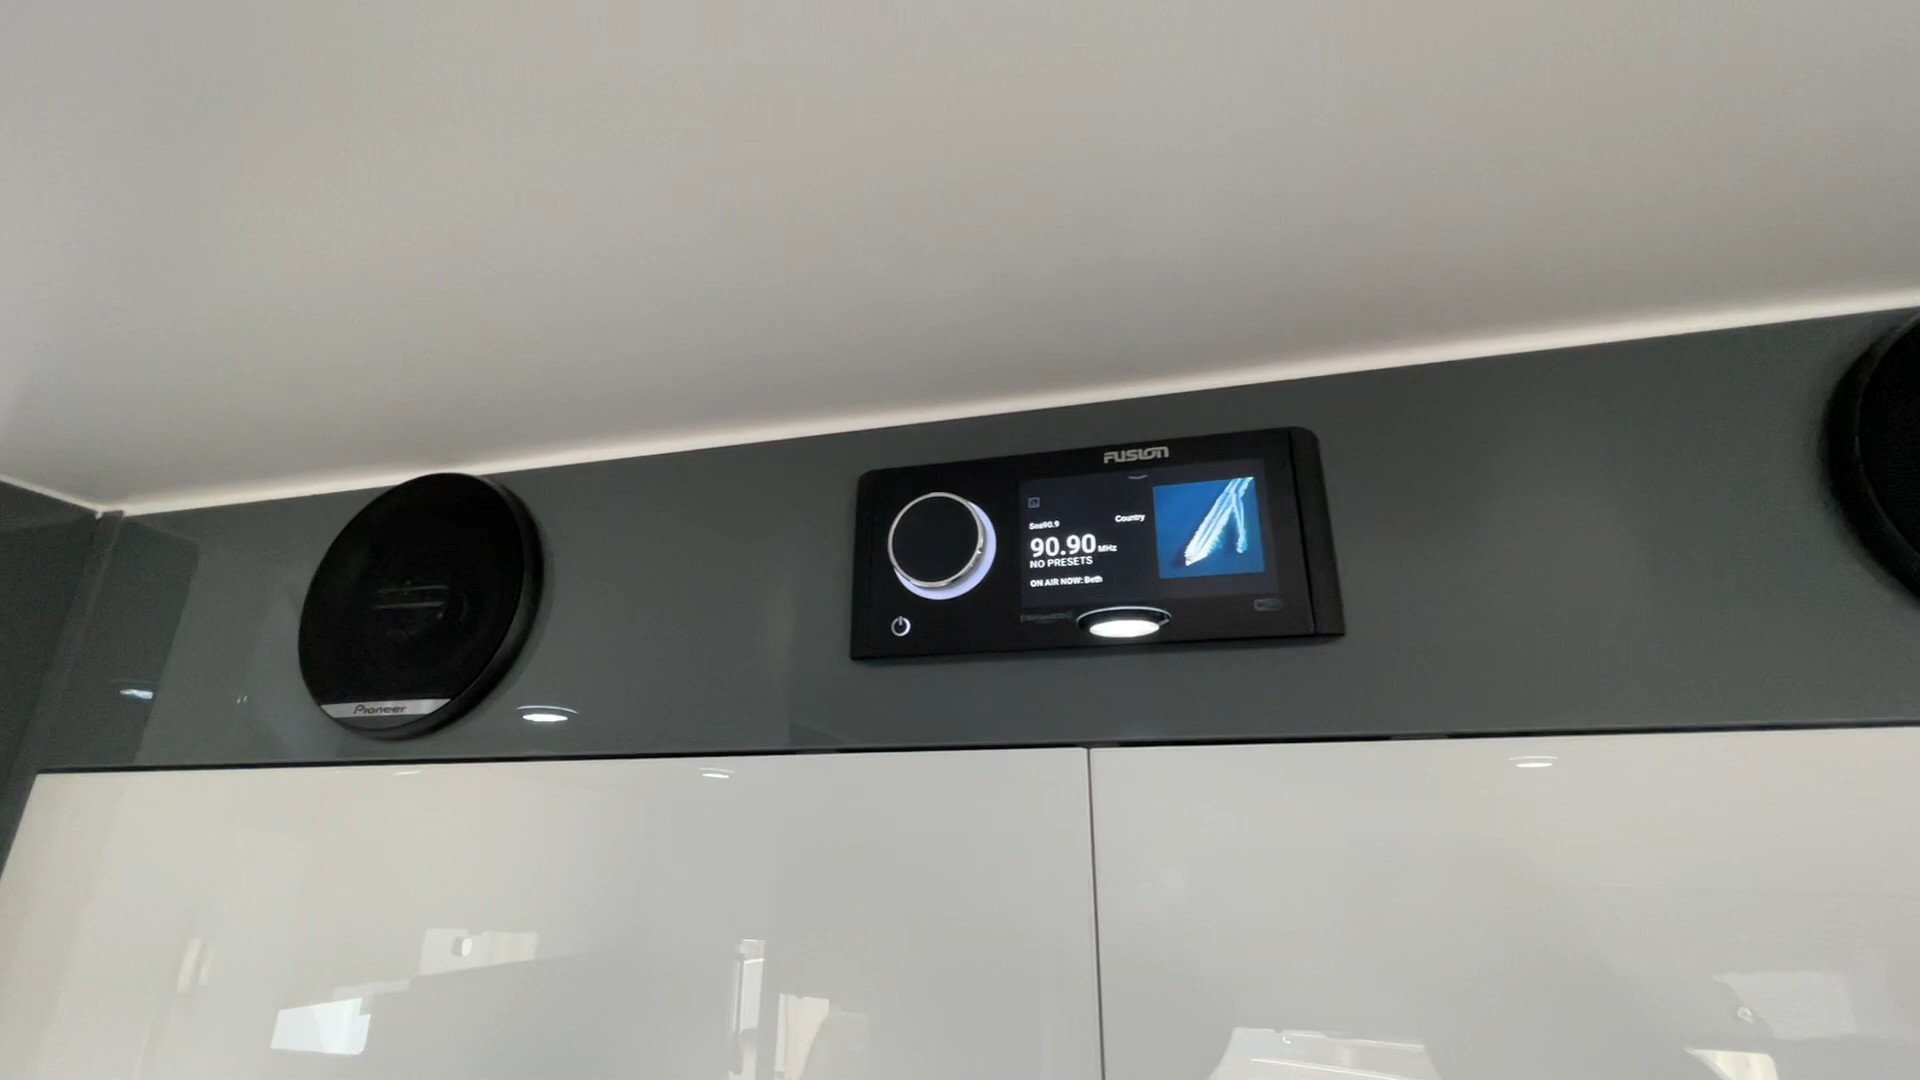 FUSION
Sea90.9
Country
90.90 MHz
NO PRESETS
ON AIR NOW: Beth
Pioneer